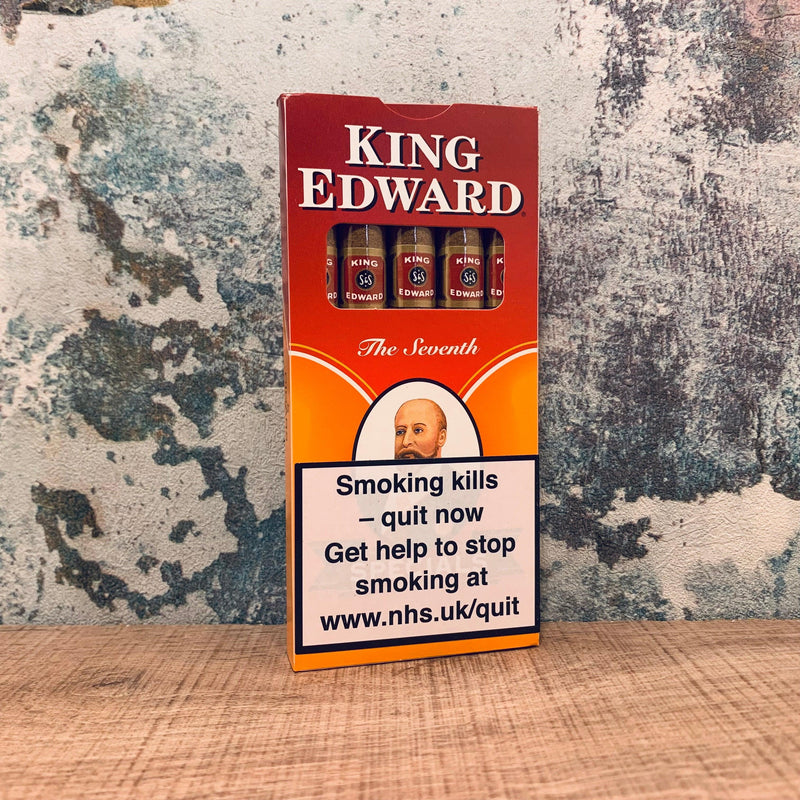 KING
EDWARD
KING KING KING
S&S S&S S&S
EDWARD EDWARD EDWARD
The Seventh
Smoking kills
– quit now
Get help to stop
smoking at
www.nhs.uk/quit
SPECIALS